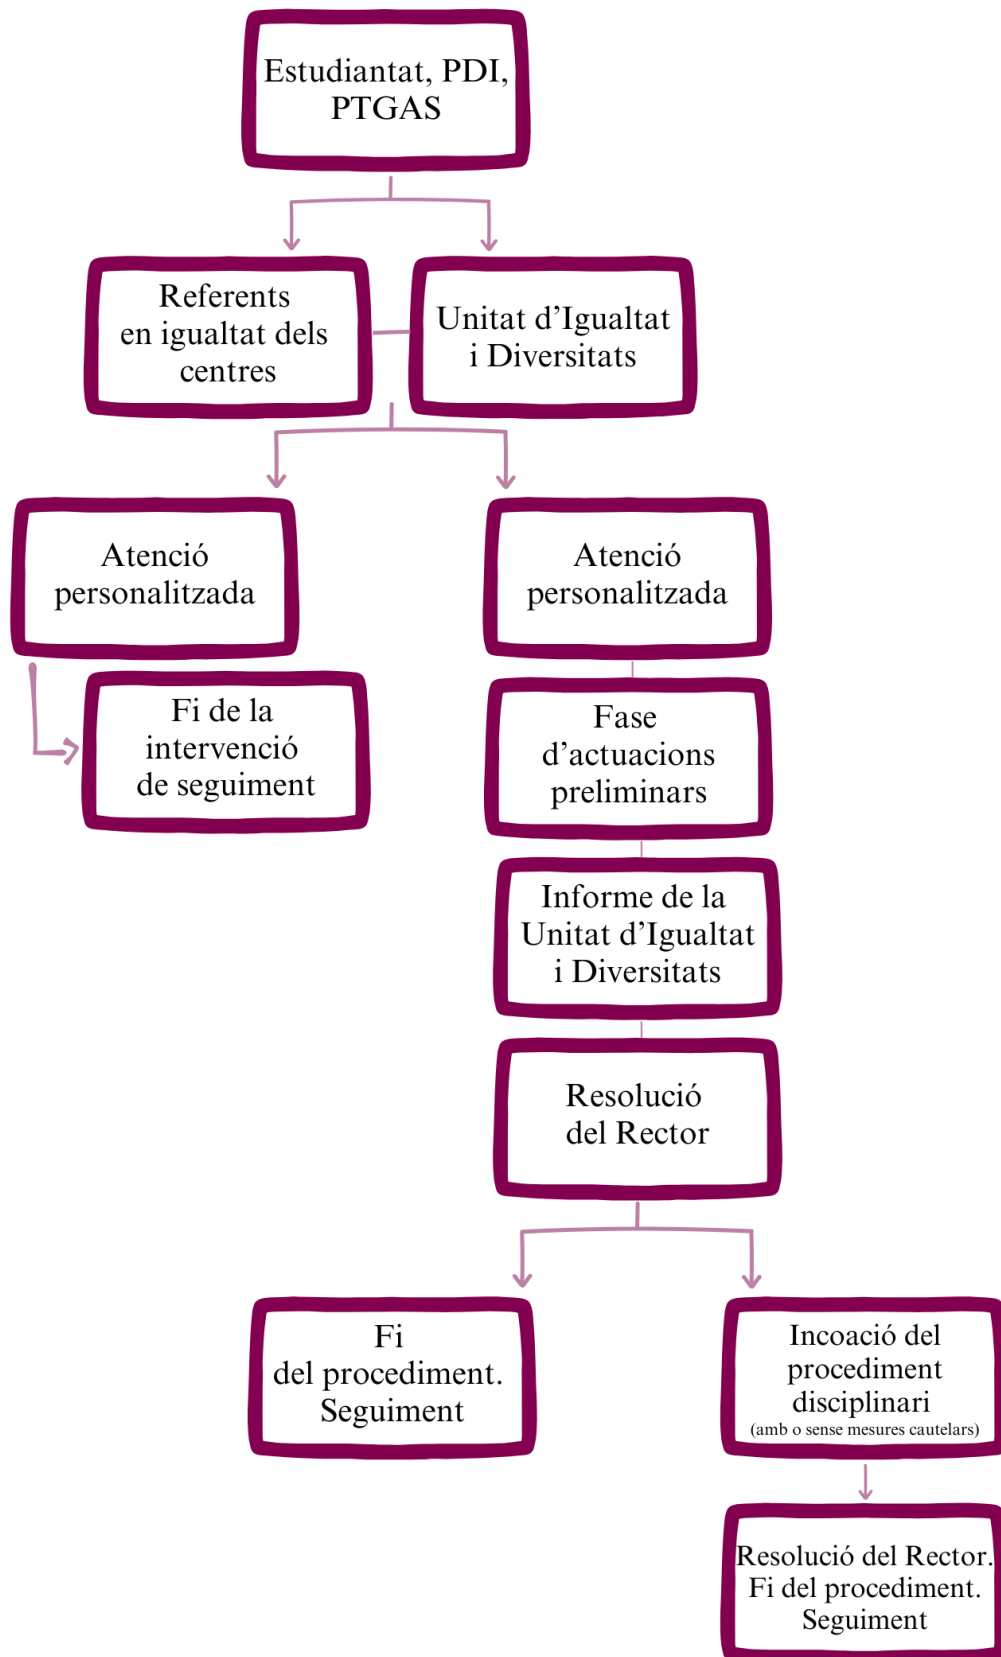 Estudiantat, PDI,
PTGAS
Referents
en igualtat dels
centres
Unitat d’Igualtat
i Diversitats
Atenció
personalitzada
Atenció
personalitzada
Fi de la
intervenció
de seguiment
Fase
d’actuacions
preliminars
Informe de la
Unitat d’Igualtat
i Diversitats
Resolució
del Rector
Fi
del procediment.
Seguiment
Incoació del
procediment
disciplinari
(amb o sense mesures cautelars)
Resolució del Rector.
Fi del procediment.
Seguiment